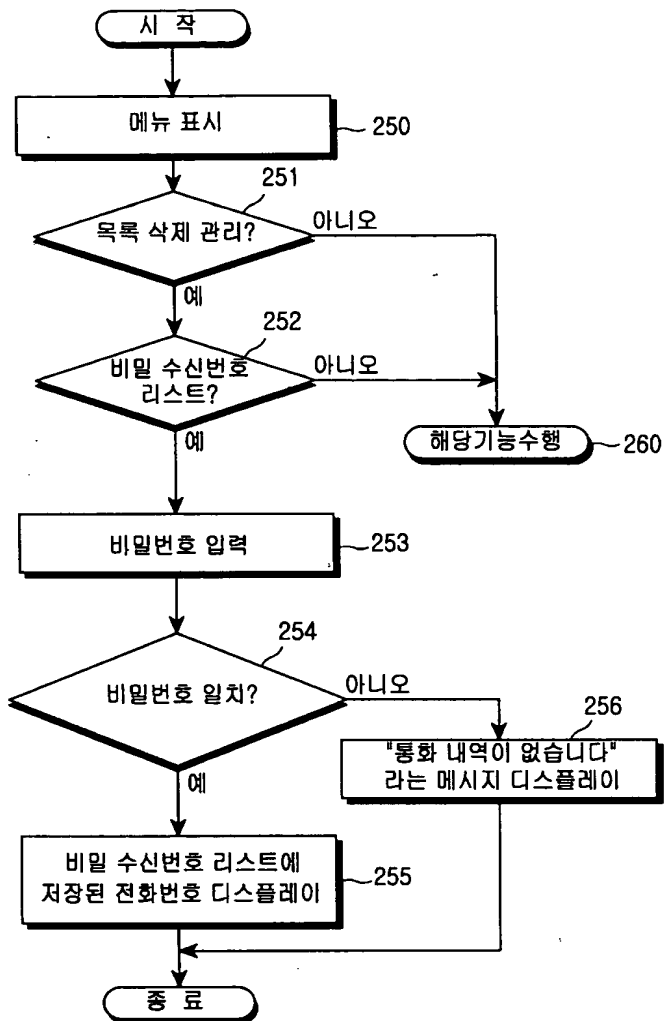 시 작
메뉴 표시
250
251
목록 삭제 관리?
아니오
예
252
비밀 수신번호
리스트?
아니오
예
해당기능수행
260
비밀번호 입력
253
254
비밀번호 일치?
아니오
예
256
"통화 내역이 없습니다"
라는 메시지 디스플레이
비밀 수신번호 리스트에
저장된 전화번호 디스플레이
255
종 료